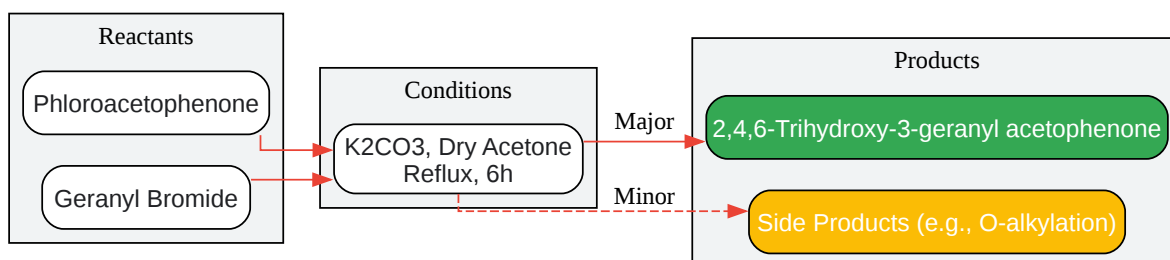 Reactants
Phloroacetophenone
Geranyl Bromide
Conditions
K2CO3, Dry Acetone
Reflux, 6h
Major
Minor
Products
2,4,6-Trihydroxy-3-geranyl acetophenone
Side Products (e.g., O-alkylation)